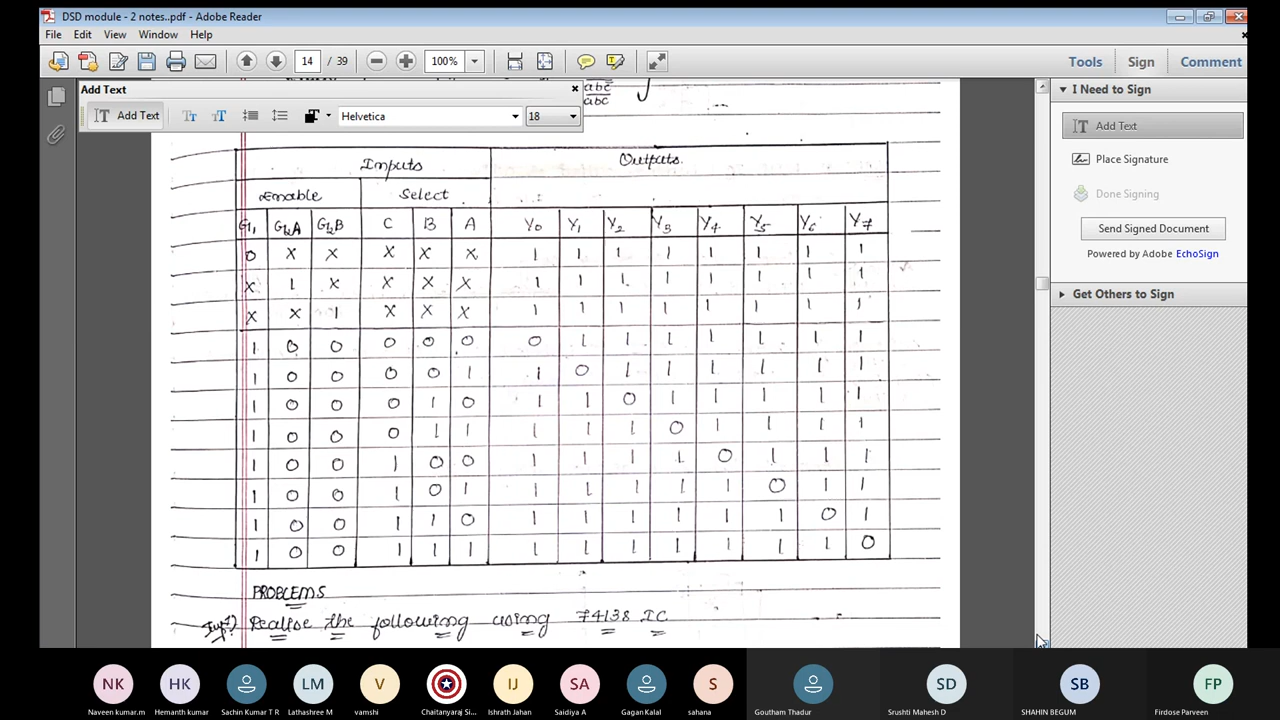 DSD module - 2 notes..pdf - Adobe Reader
File Edit View Window Help
14 / 39 100% Tools Sign Comment
Add Text
Add Text Helvetica 18
abc̄
abc
Inputs Outputs
Enable Select
G1, G2A G2B C B A Y0 Y1 Y2 Y3 Y4 Y5 Y6 Y7
0 X X X X X 1 1 1 1 1 1 1 1
X 1 X X X X 1 1 1 1 1 1 1 1
X X 1 X X X 1 1 1 1 1 1 1 1
1 0 0 0 0 0 0 1 1 1 1 1 1 1
1 0 0 0 0 1 1 0 1 1 1 1 1 1
1 0 0 0 1 0 1 1 0 1 1 1 1 1
1 0 0 0 1 1 1 1 1 0 1 1 1 1
1 0 0 1 0 0 1 1 1 1 0 1 1 1
1 0 0 1 0 1 1 1 1 1 1 0 1 1
1 0 0 1 1 0 1 1 1 1 1 1 0 1
1 0 0 1 1 1 1 1 1 1 1 1 1 0
PROBLEMS
Realise the following using 74138 IC
I Need to Sign
Add Text
Place Signature
Done Signing
Send Signed Document
Powered by Adobe EchoSign
Get Others to Sign
NK HK LM V IJ SA S SD SB FP
Naveen kumar.m Hemanth kumar Sachin Kumar T R Lathashree M vamshi Chaitanyaraj Si... Ishrath Jahan Saidiya A Gagan Kalal sahana Goutham Thadur Srushti Mahesh D SHAHIN BEGUM Firdose Parveen